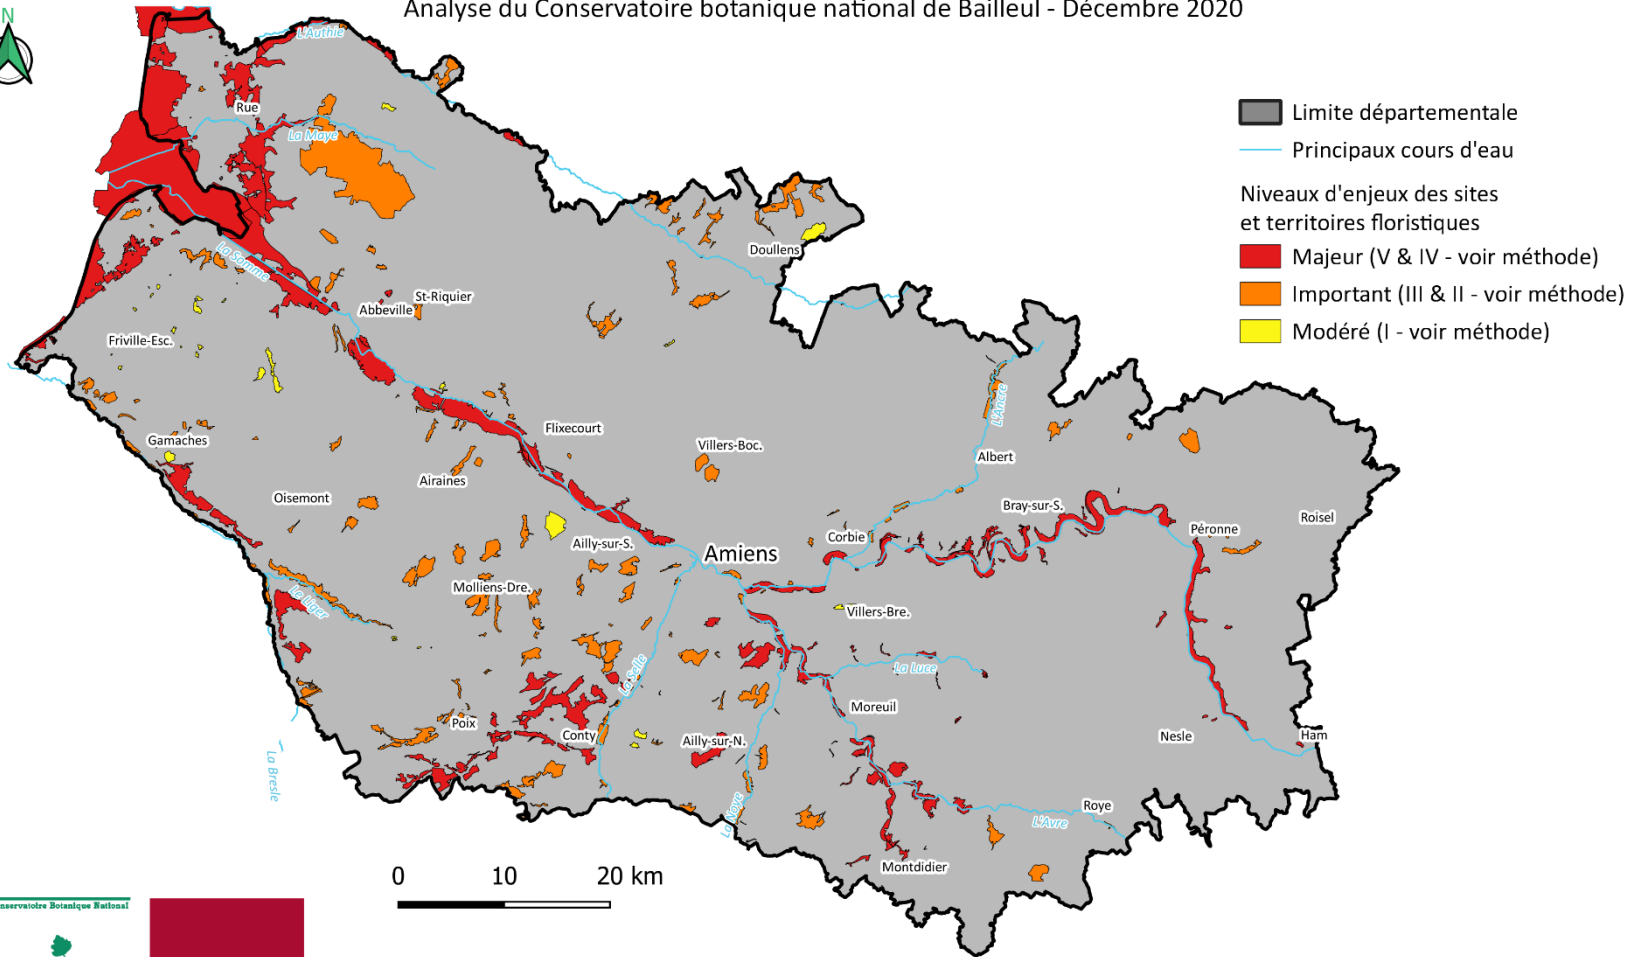 Analyse du Conservatoire botanique national de Bailleul - Décembre 2020
N
L'Authie
Rue
La Maye
Limite départementale
Principaux cours d'eau
Niveaux d'enjeux des sites
et territoires floristiques
Majeur (V & IV - voir méthode)
Important (III & II - voir méthode)
Modéré (I - voir méthode)
Doullens
La Somme
St-Riquier
Abbeville
Friville-Esc.
L'Ancre
Flixecourt
Gamaches
Villers-Boc.
Albert
Airaines
Oisemont
Bray-sur-S.
Roisel
Péronne
Corbie
Ailly-sur-S.
Amiens
Molliens-Dre.
Le Liger
Villers-Bre.
La Luce
La Selle
Moreuil
Poix
Conty
Ailly-sur-N.
Nesle
Ham
La Bresle
La Noye
Roye
L'Avre
Montdidier
0 10 20 km
nservatoire Botanique National